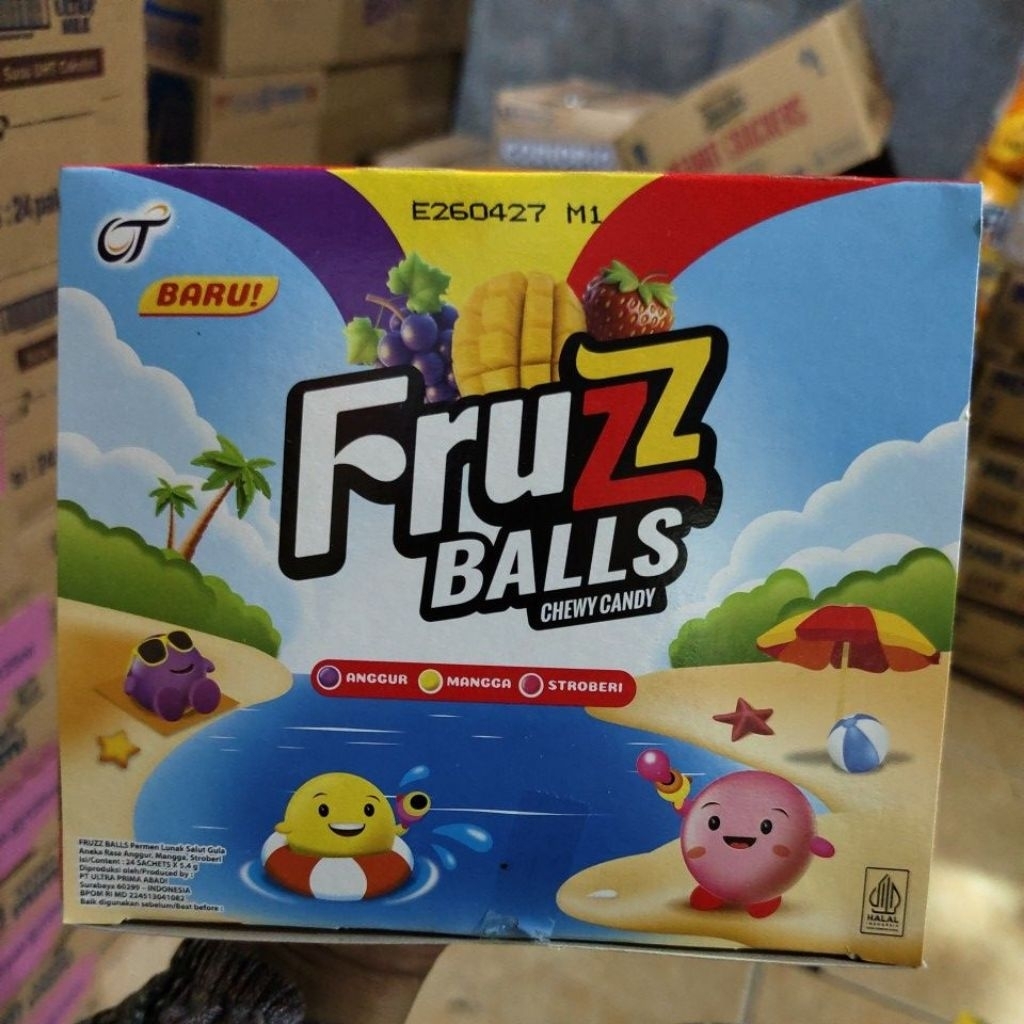 E260427 M1
OT
BARU!
FruZZ
BALLS
CHEWY CANDY
ANGGUR MANGGA STROBERI
FRUZZ BALLS Permen Lunak Salut Gula
Aneka Rasa Anggur, Mangga, Stroberi
Isi/Content : 24 SACHETS X 5.4 g
Diproduksi oleh/Produced by :
PT ULTRA PRIMA ABADI
Surabaya 60299 – INDONESIA
BPOM RI MD 224513041082
Baik digunakan sebelum/Best before :
HALAL
INDONESIA